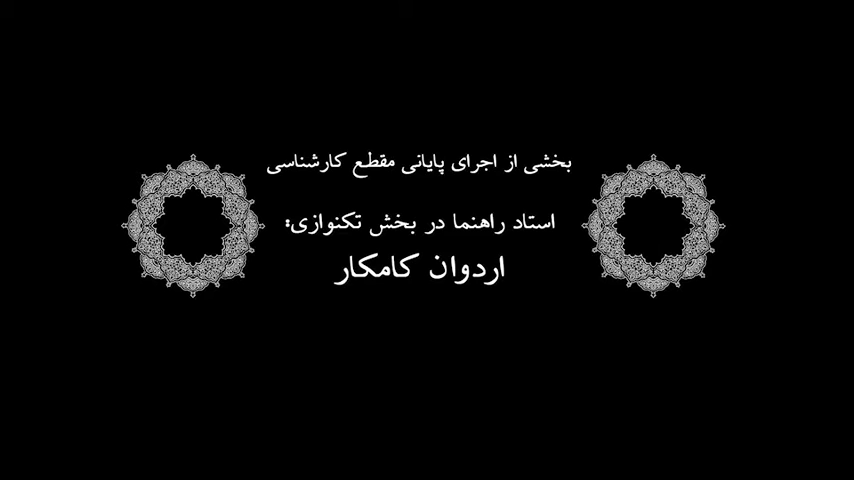 بخشی از اجرای پایانی مقطع کارشناسی
استاد راهنما در بخش تکنوازی:
اردوان کامکار